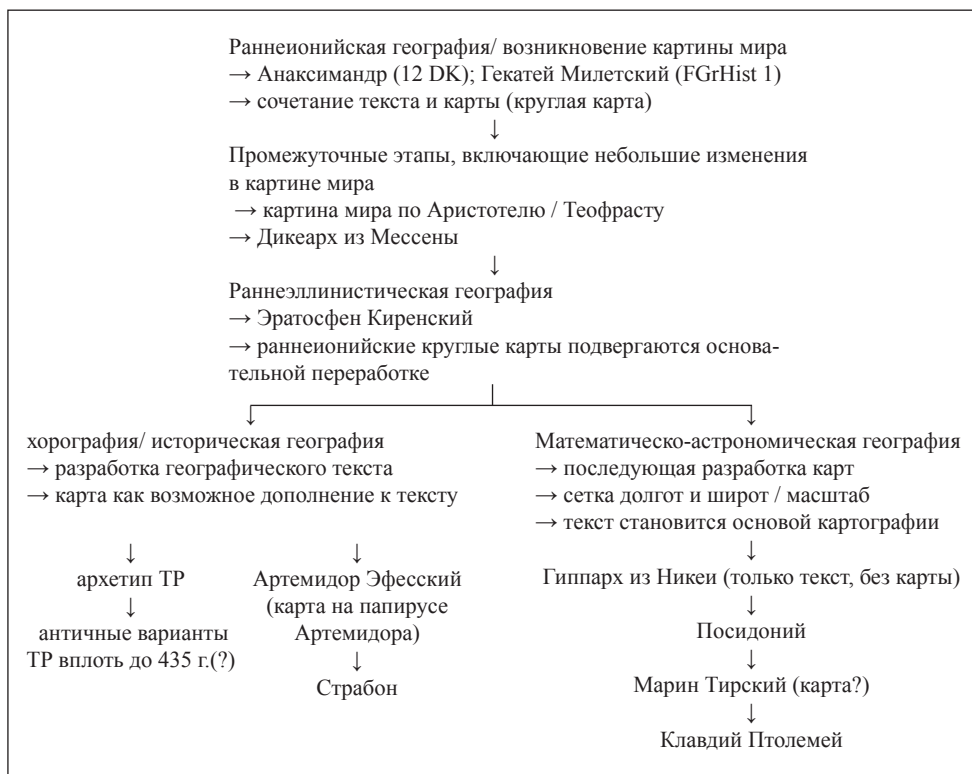 Раннеионийская география/ возникновение картины мира
→ Анаксимандр (12 DK); Гекатей Милетский (FGrHist 1)
→ сочетание текста и карты (круглая карта)
↓
Промежуточные этапы, включающие небольшие изменения
в картине мира
→ картина мира по Аристотелю / Теофрасту
→ Дикеарх из Мессены
↓
Раннеэллинистическая география
→ Эратосфен Киренский
→ раннеионийские круглые карты подвергаются основа-
тельной переработке
↓ ↓
хорография/ историческая география
→ разработка географического текста
→ карта как возможное дополнение к тексту
↓
архетип ТР
↓
античные варианты
ТР вплоть до 435 г.(?)
↓
Артемидор Эфесский
(карта на папирусе
Артемидора)
↓
Страбон
Математическо-астрономическая география
→ последующая разработка карт
→ сетка долгот и широт / масштаб
→ текст становится основой картографии
↓
Гиппарх из Никеи (только текст, без карты)
↓
Посидоний
↓
Марин Тирский (карта?)
↓
Клавдий Птолемей